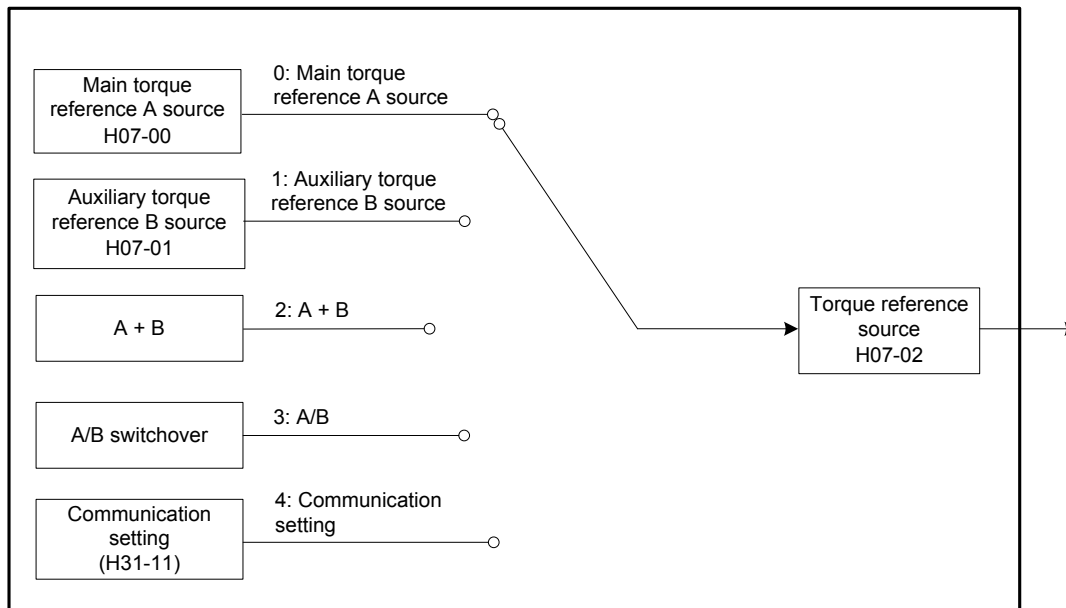 Main torque
reference A source
H07-00
0: Main torque
reference A source
Auxiliary torque
reference B source
H07-01
1: Auxiliary torque
reference B source
A + B
2: A + B
Torque reference
source
H07-02
A/B switchover
3: A/B
Communication
setting
(H31-11)
4: Communication
setting